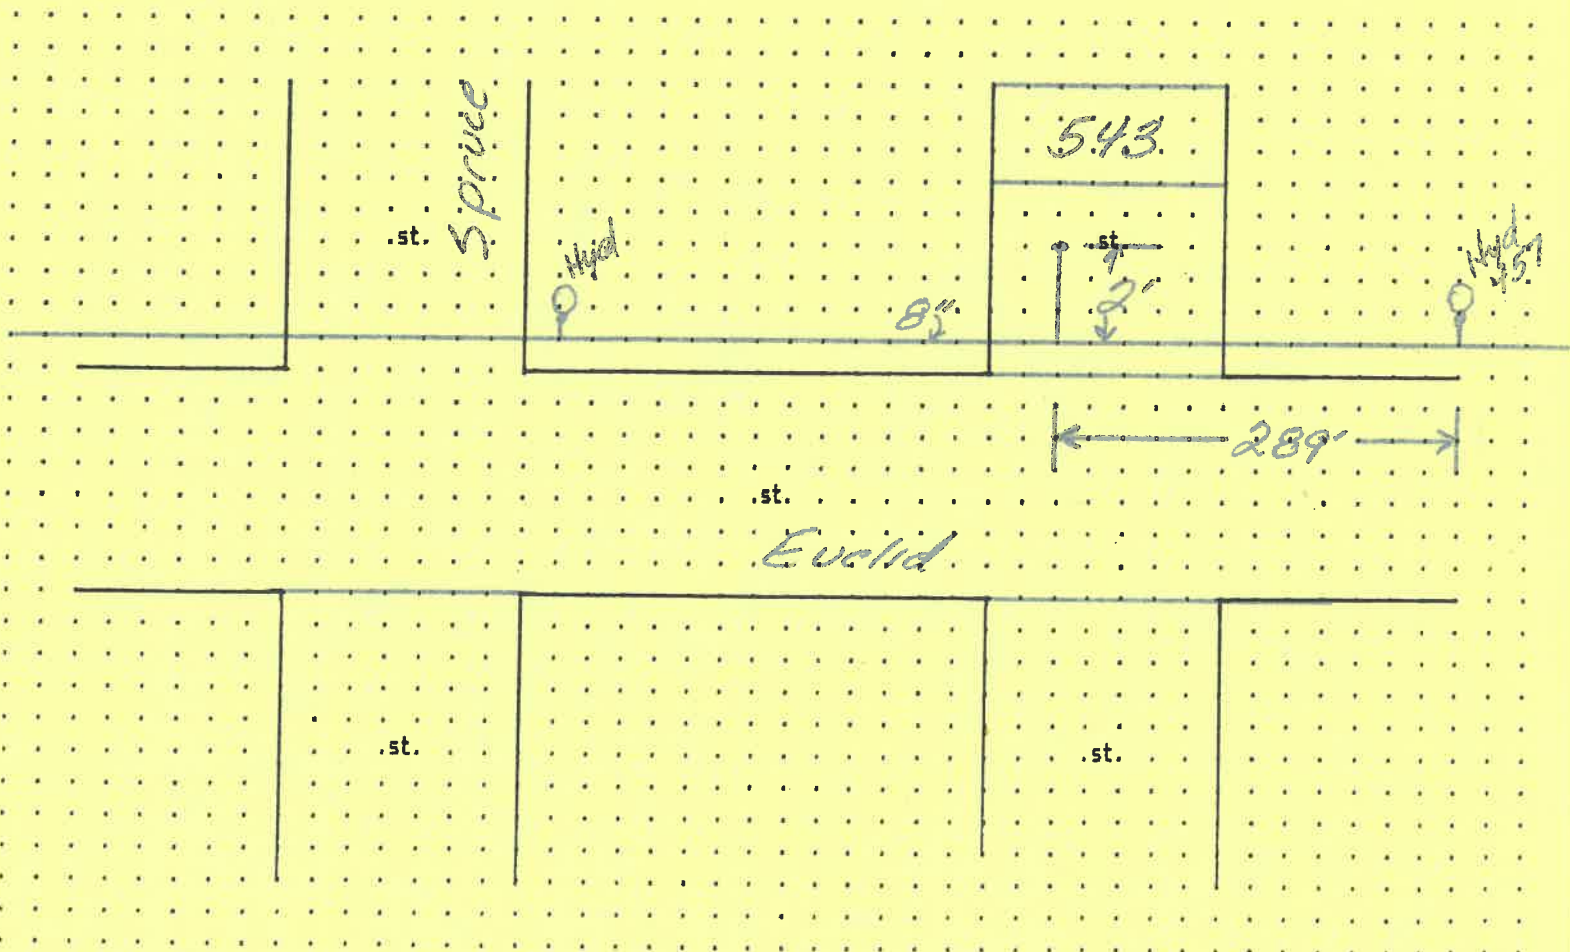 Spruce
543
.st.
st.
Hyd
Hyd
457
8"
2'
289'
.st.
Euclid
.st.
.st.